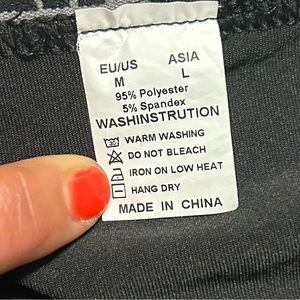 EU/US ASIA
M L
95% Polyester
5% Spandex
WASHINSTRUTION
WARM WASHING
DO NOT BLEACH
IRON ON LOW HEAT
HANG DRY
MADE IN CHINA